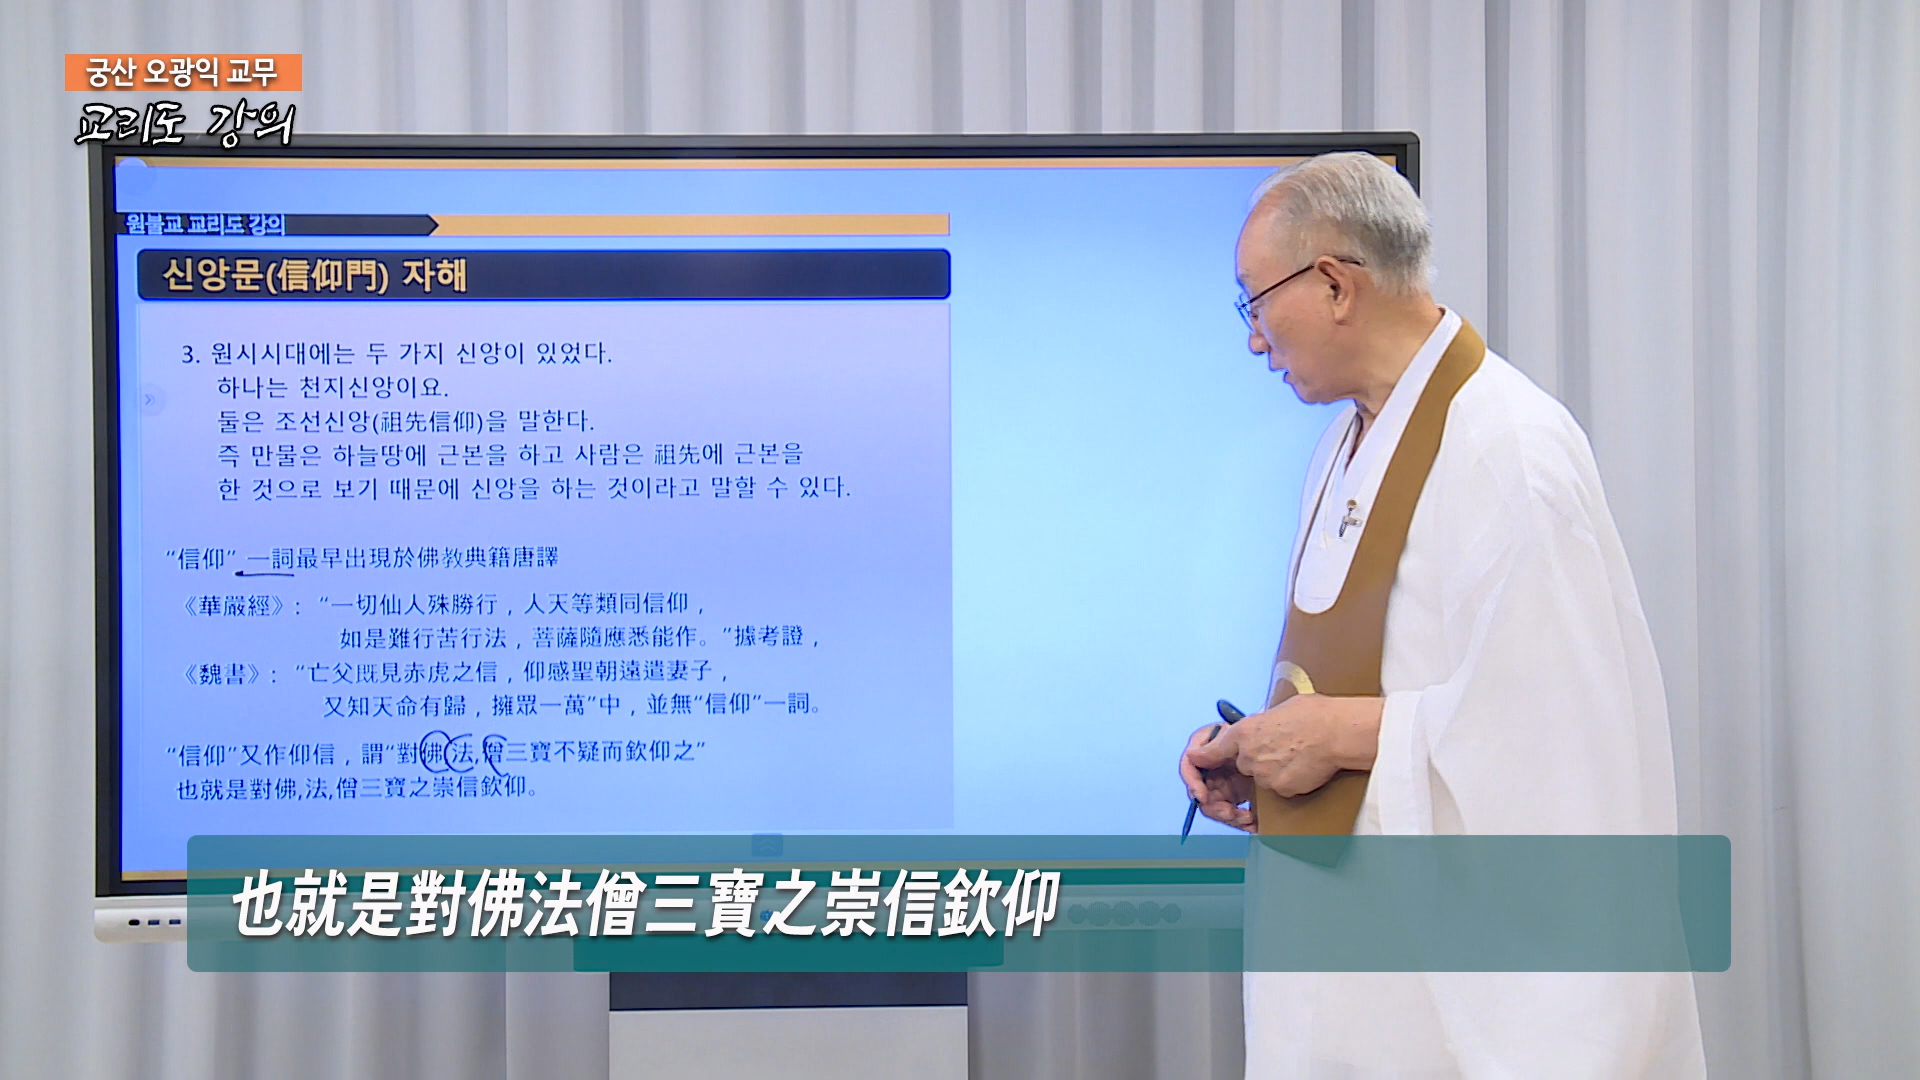 궁산 오광익 교무
교리도 강의
원불교 교리도 강의
신앙문(信仰門) 자해
3. 원시시대에는 두 가지 신앙이 있었다.
하나는 천지신앙이요.
둘은 조선신앙(祖先信仰)을 말한다.
즉 만물은 하늘땅에 근본을 하고 사람은 祖先에 근본을
한 것으로 보기 때문에 신앙을 하는 것이라고 말할 수 있다.
“信仰” 一詞最早出現於佛教典籍唐譯
《華嚴經》: “一切仙人殊勝行, 人天等類同信仰,
如是難行苦行法, 菩薩隨應悉能作。”據考證,
《魏書》: “亡父既見赤虎之信, 仰感聖朝遠遣妻子,
又知天命有歸, 擁眾一萬”中, 並無“信仰”一詞。
“信仰”又作仰信, 謂“對佛,法,僧三寶不疑而欽仰之”
也就是對佛,法,僧三寶之崇信欽仰。
也就是對佛法僧三寶之崇信欽仰